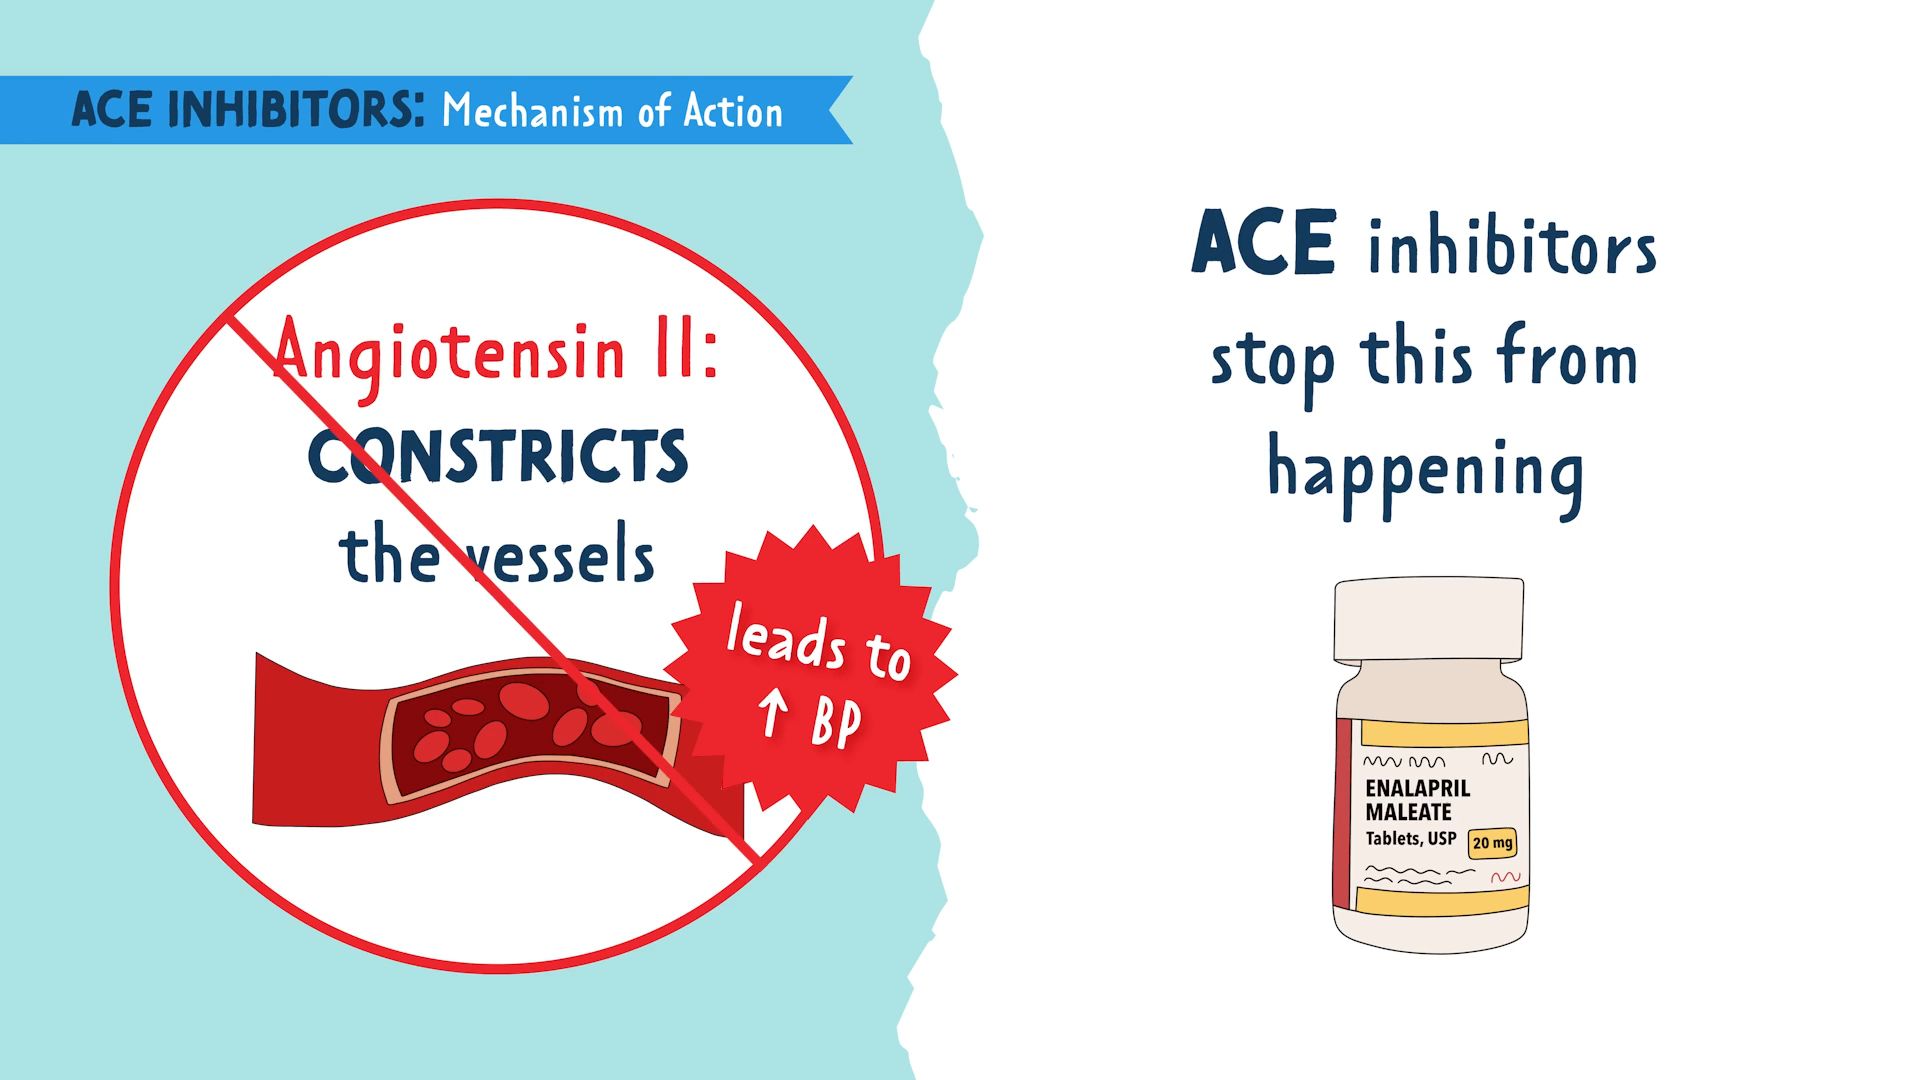 ACE INHIBITORS: Mechanism of Action
Angiotensin II:
CONSTRICTS
the vessels
leads to
↑ BP
ACE inhibitors
stop this from
happening
ENALAPRIL
MALEATE
Tablets, USP
20 mg